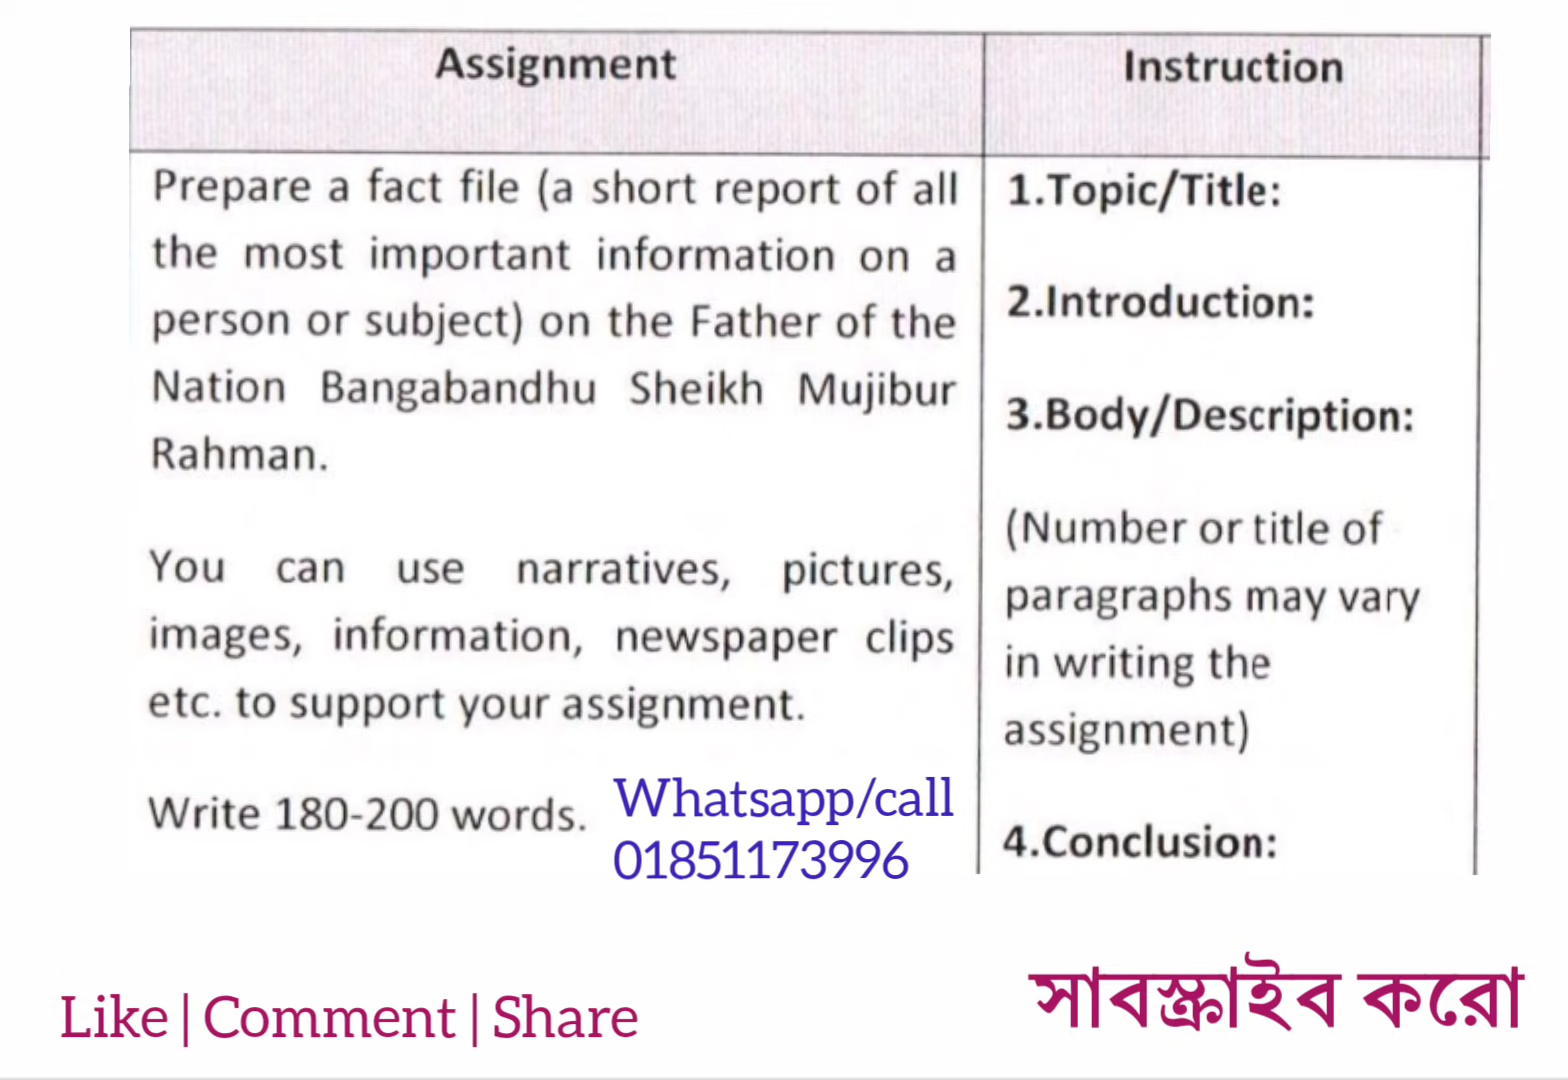 Assignment
Instruction
Prepare a fact file (a short report of all
the most important information on a
person or subject) on the Father of the
Nation Bangabandhu Sheikh Mujibur
Rahman.
You can use narratives, pictures,
images, information, newspaper clips
etc. to support your assignment.
Write 180-200 words.
1.Topic/Title:
2.Introduction:
3.Body/Description:
(Number or title of
paragraphs may vary
in writing the
assignment)
4.Conclusion:
Whatsapp/call
01851173996
Like | Comment | Share
সাবস্ক্রাইব করো